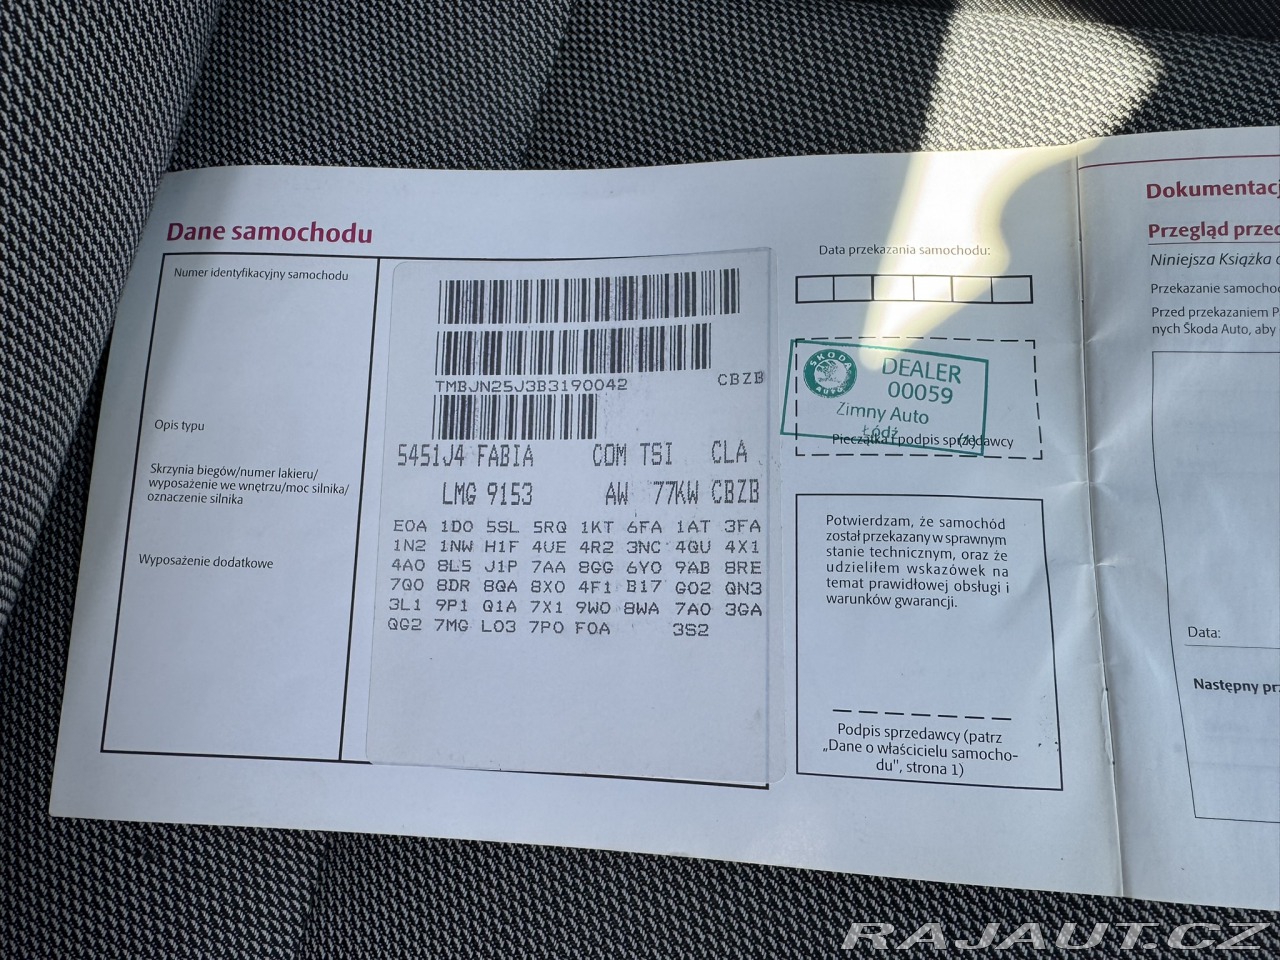 Dane samochodu
Numer identyfikacyjny samochodu
Opis typu
Skrzynia biegów/numer lakieru/
wyposażenie we wnętrzu/moc silnika/
oznaczenie silnika
Wyposażenie dodatkowe
TMBJN25J3B3190042 CBZB
5451J4 FABIA COM TSI CLA
LMG 9153 AW 77KW CBZB
E0A 1D0 5SL 5RQ 1KT 6FA 1AT 3FA
1N2 1NW H1F 4UE 4R2 3NC 4QU 4X1
4A0 8L5 J1P 7AA 8GG 6Y0 9AB 8RE
7Q0 8DR 8QA 8X0 4F1 B17 G02 QN3
3L1 9P1 Q1A 7X1 9W0 8WA 7A0 3GA
QG2 7MG L03 7P0 F0A 3S2
Data przekazania samochodu:
SKODA
AUTO
DEALER
00059
Zimny Auto
Łódź
Pieczątka i podpis sprzedawcy
Potwierdzam, że samochód
został przekazany w sprawnym
stanie technicznym, oraz że
udzieliłem wskazówek na
temat prawidłowej obsługi i
warunków gwarancji.
Podpis sprzedawcy (patrz
„Dane o właścicielu samocho-
du", strona 1)
Dokumentacj
Przegląd przed
Niniejsza Książka
Przekazanie samocho
Przed przekazaniem P
nych Škoda Auto, aby
Data:
Następny prz
RAJAUT.CZ